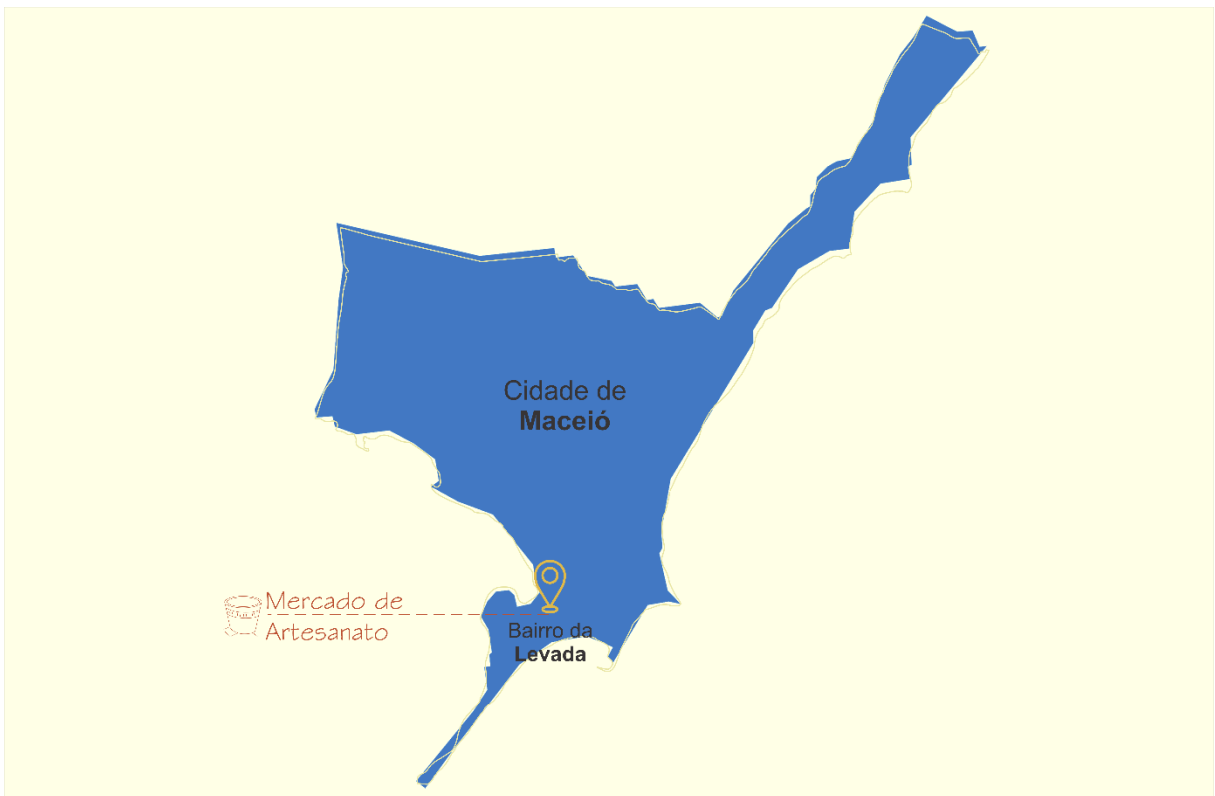 Cidade de
Maceió
Mercado de
Artesanato
Bairro da
Levada